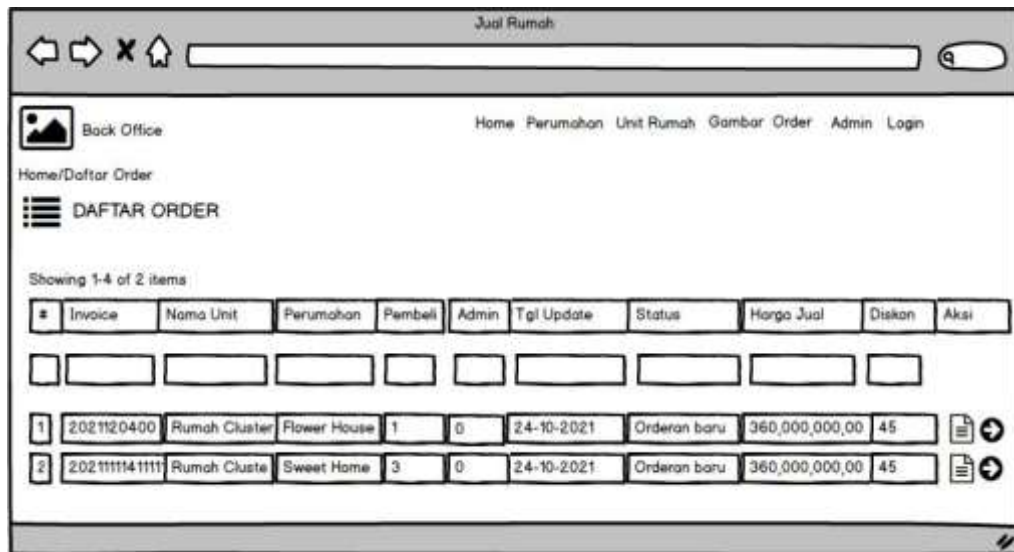 Jual Rumah
Back Office Home Perumahan Unit Rumah Gambar Order Admin Login
Home/Daftar Order
DAFTAR ORDER
Showing 1-4 of 2 items
# Invoice Nama Unit Perumahan Pembeli Admin Tgl Update Status Harga Jual Diskon Aksi
1 2021120400 Rumah Cluster Flower House 1 0 24-10-2021 Orderan baru 360,000,000,00 45
2 Rumah Cluste Sweet Home 3 0 24-10-2021 Orderan baru 360,000,000,00 45